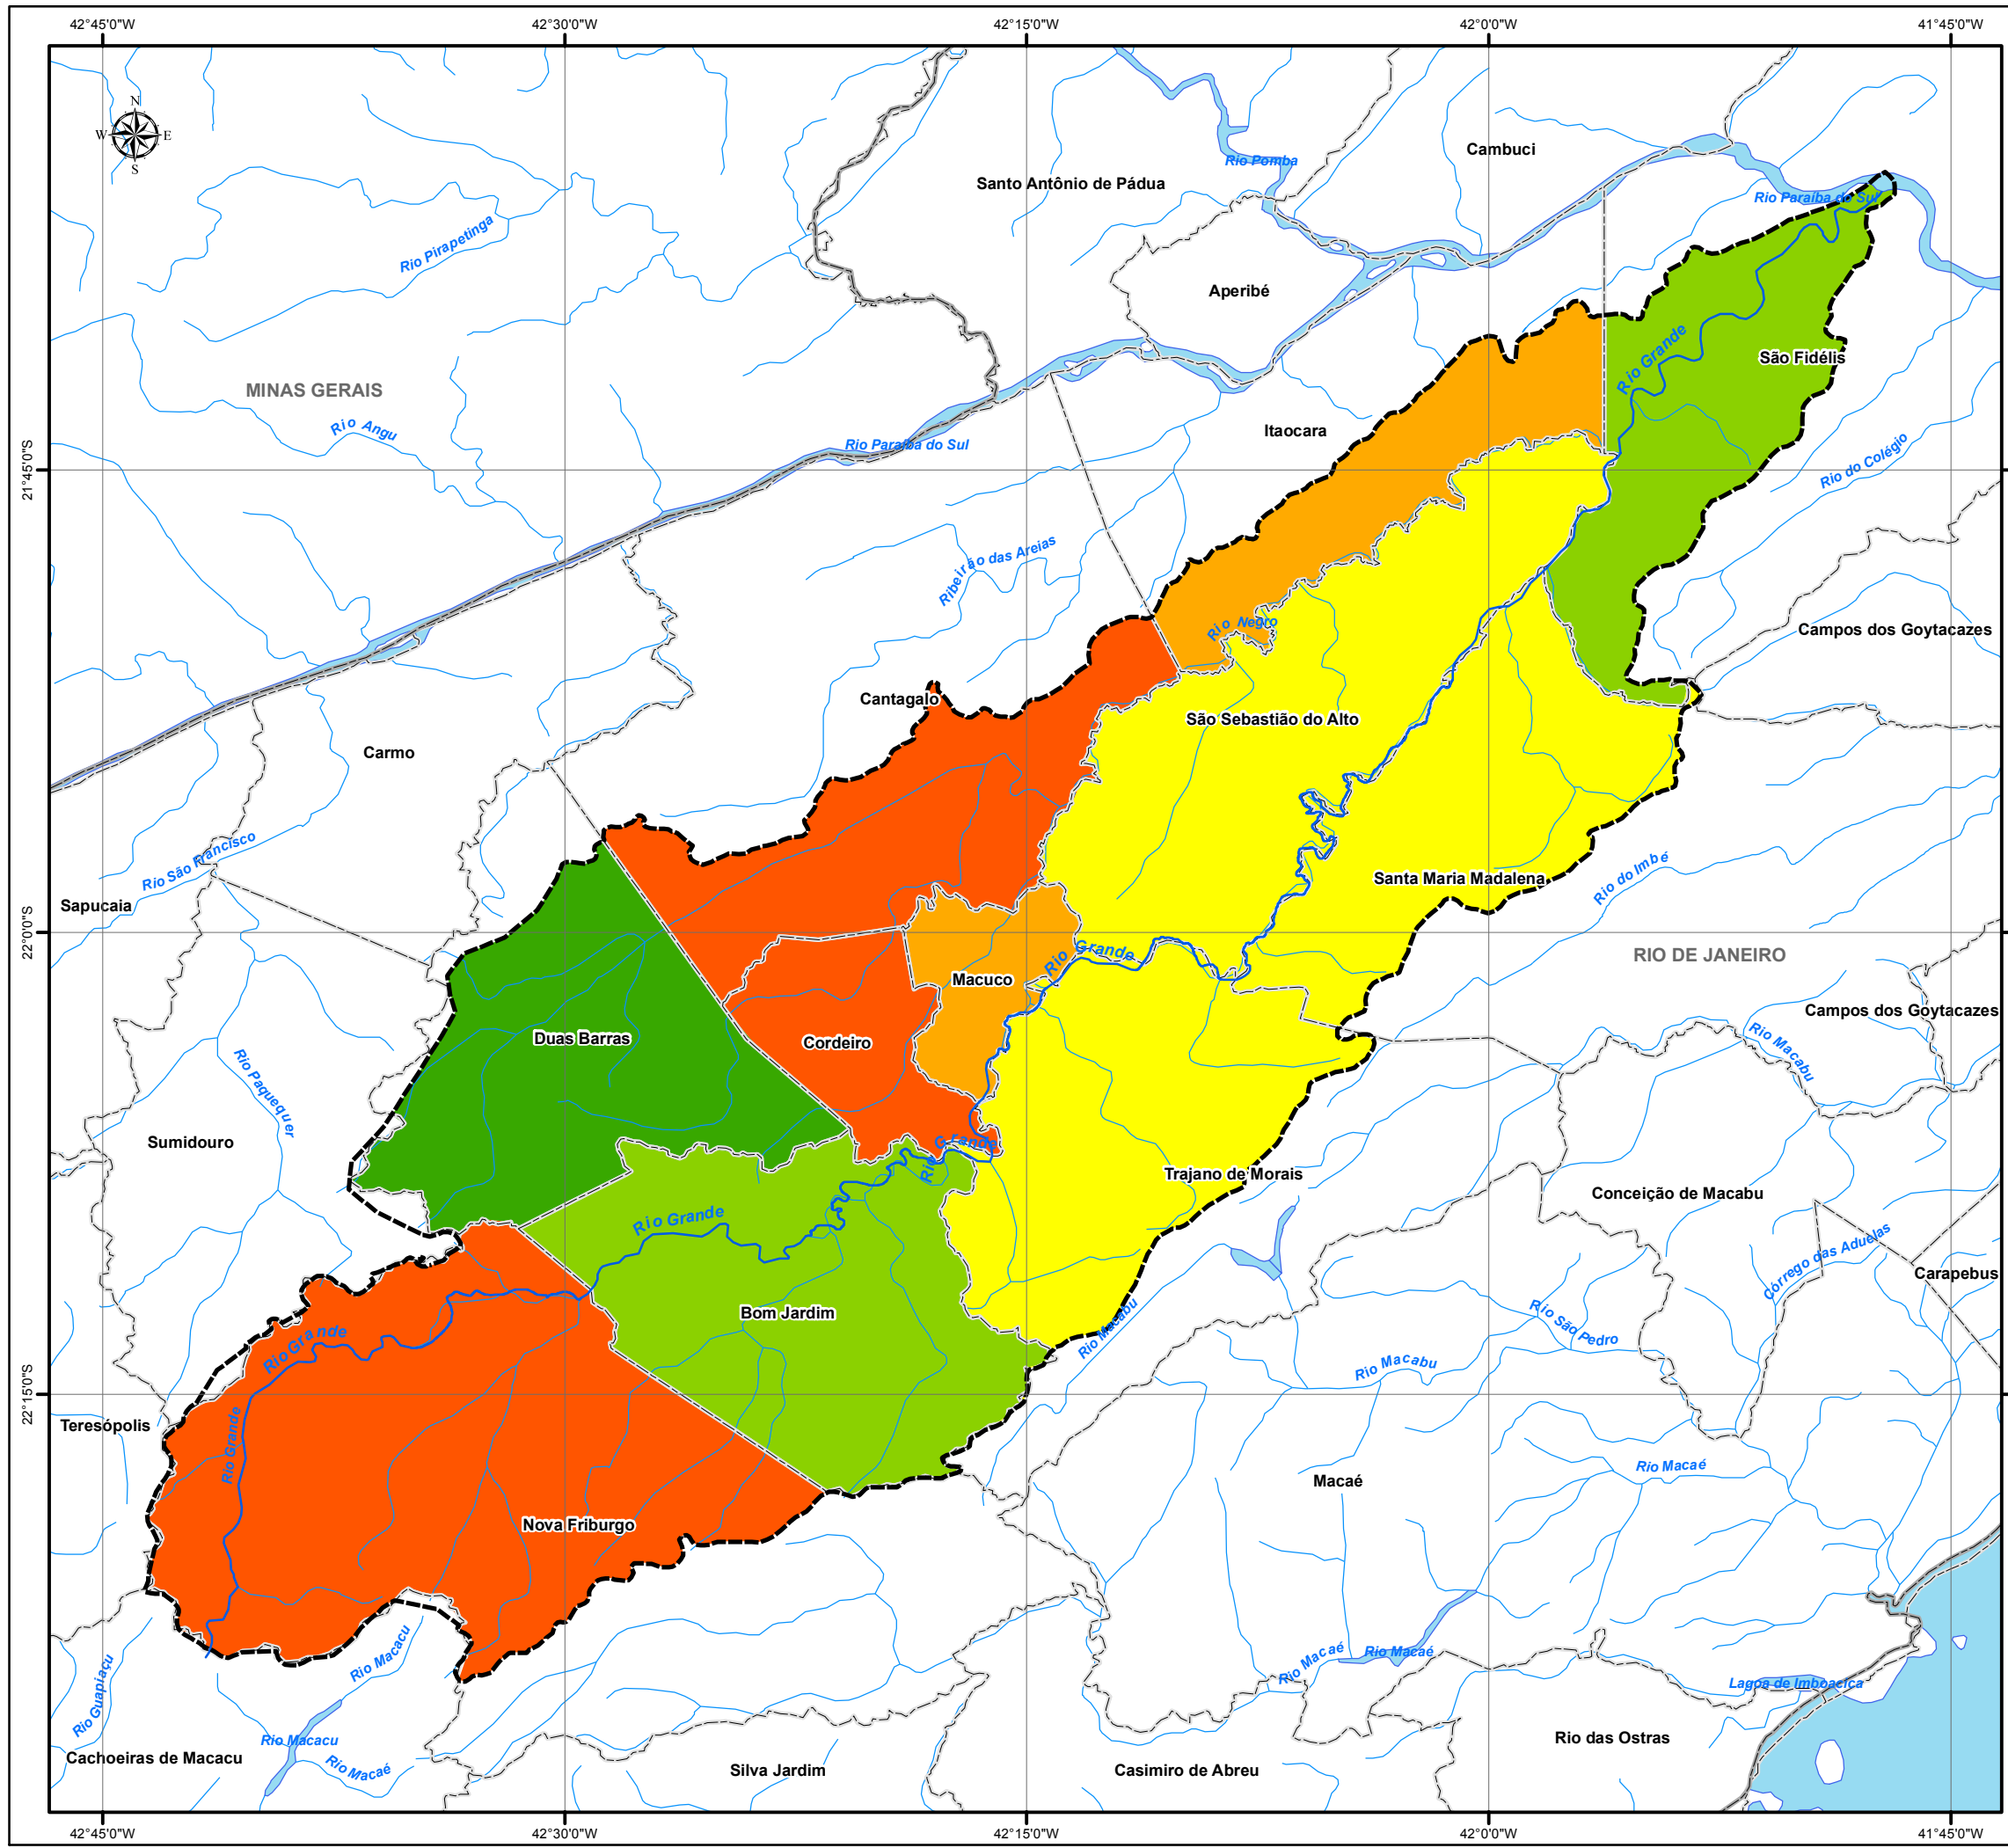 42°45'0"W
42°30'0"W
42°15'0"W
42°0'0"W
41°45'0"W
N
W
E
S
Cambuci
Rio Pomba
Santo Antônio de Pádua
Rio Paraíba do Sul
Rio Pirapetinga
Aperibé
Rio Grande
São Fidélis
MINAS GERAIS
Rio Angu
Itaocara
Rio Paraíba do Sul
Rio do Colégio
21°45'0"S
Ribeirão das Areias
Rio Negro
Campos dos Goytacazes
Cantagalo
São Sebastião do Alto
Carmo
Rio São Francisco
Santa Maria Madalena
Rio do Imbé
Sapucaia
22°0'0"S
Rio Grande
RIO DE JANEIRO
Macuco
Campos dos Goytacazes
Duas Barras
Cordeiro
Rio Macabu
Rio Paquequer
Sumidouro
Rio Grande
Trajano de Morais
Conceição de Macabu
Rio Grande
Córrego das Aduelas
Carapebus
Bom Jardim
Rio Macabu
Rio São Pedro
Rio Grande
Rio Macabu
22°15'0"S
Teresópolis
Rio Grande
Rio Macaé
Macaé
Nova Friburgo
Rio Macacu
Rio Macaé
Rio Macaé
Rio Guapiaçu
Lagoa de Imboacica
Rio Macacu
Rio das Ostras
Cachoeiras de Macacu
Rio Macaé
Silva Jardim
Casimiro de Abreu
42°45'0"W
42°30'0"W
42°15'0"W
42°0'0"W
41°45'0"W